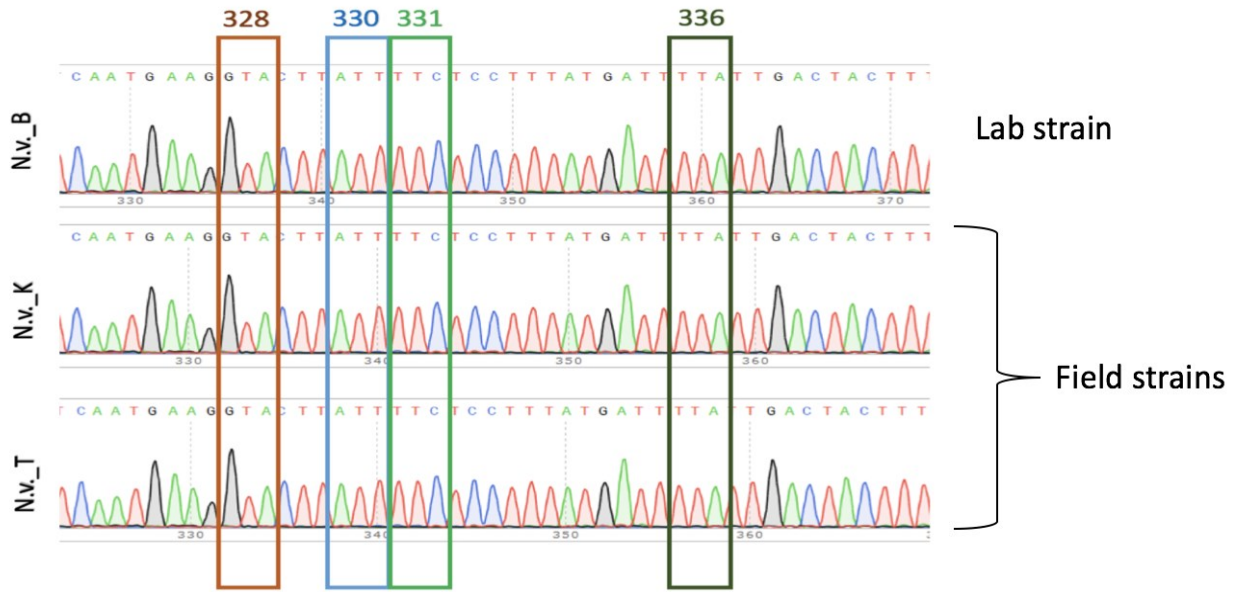 328 330 331 336
C A A T G A A G G T A C T T A T T T T C T C C T T T A T G A T T T T A T T G A C T A C T T T
N.v._B
Lab strain
330 340 350 360 370
C A A T G A A G G T A C T T A T T T T C T C C T T T A T G A T T T T A T T G A C T A C T T T
N.v._K
330 340 350 360
Field strains
T C A A T G A A G G T A C T T A T T T T C T C C T T T A T G A T T T T A T T G A C T A C T T T
N.v._T
330 340 350 360